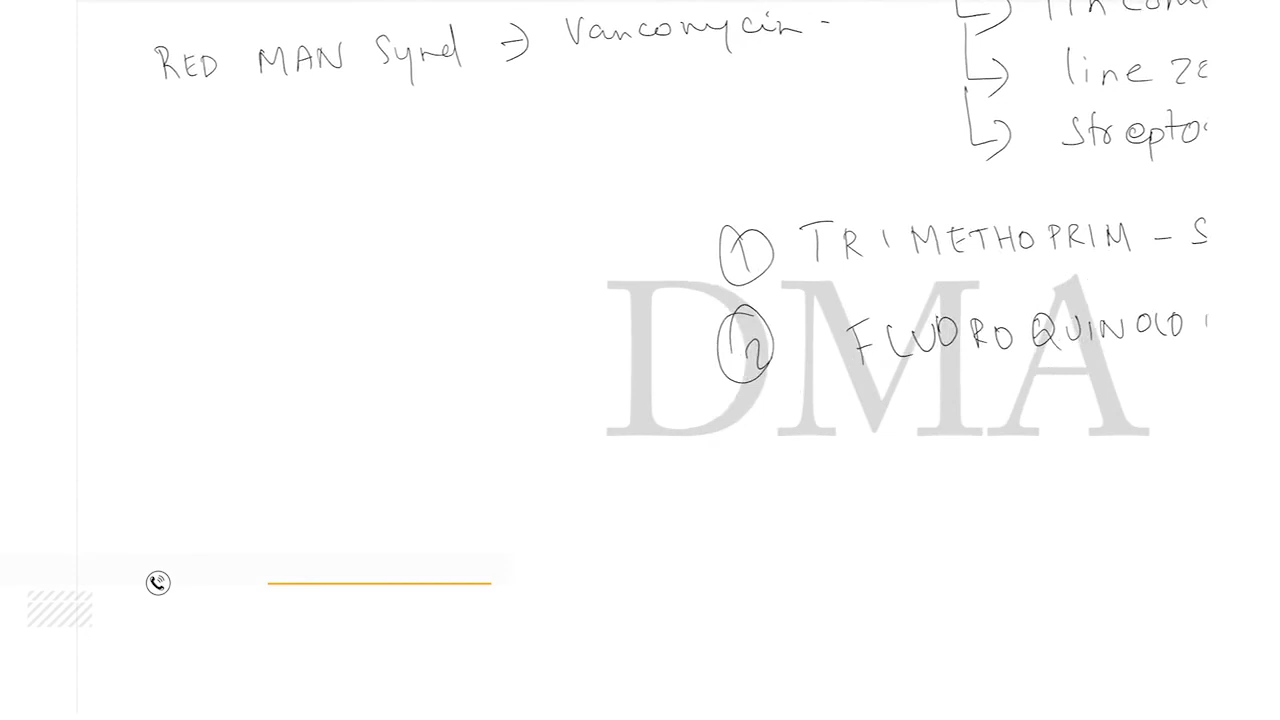 RED MAN Synd → Vancomycin -
↳ line ze
↳ strepto
① TRIMETHOPRIM - S
② FLUOROQUINOLO
DMA